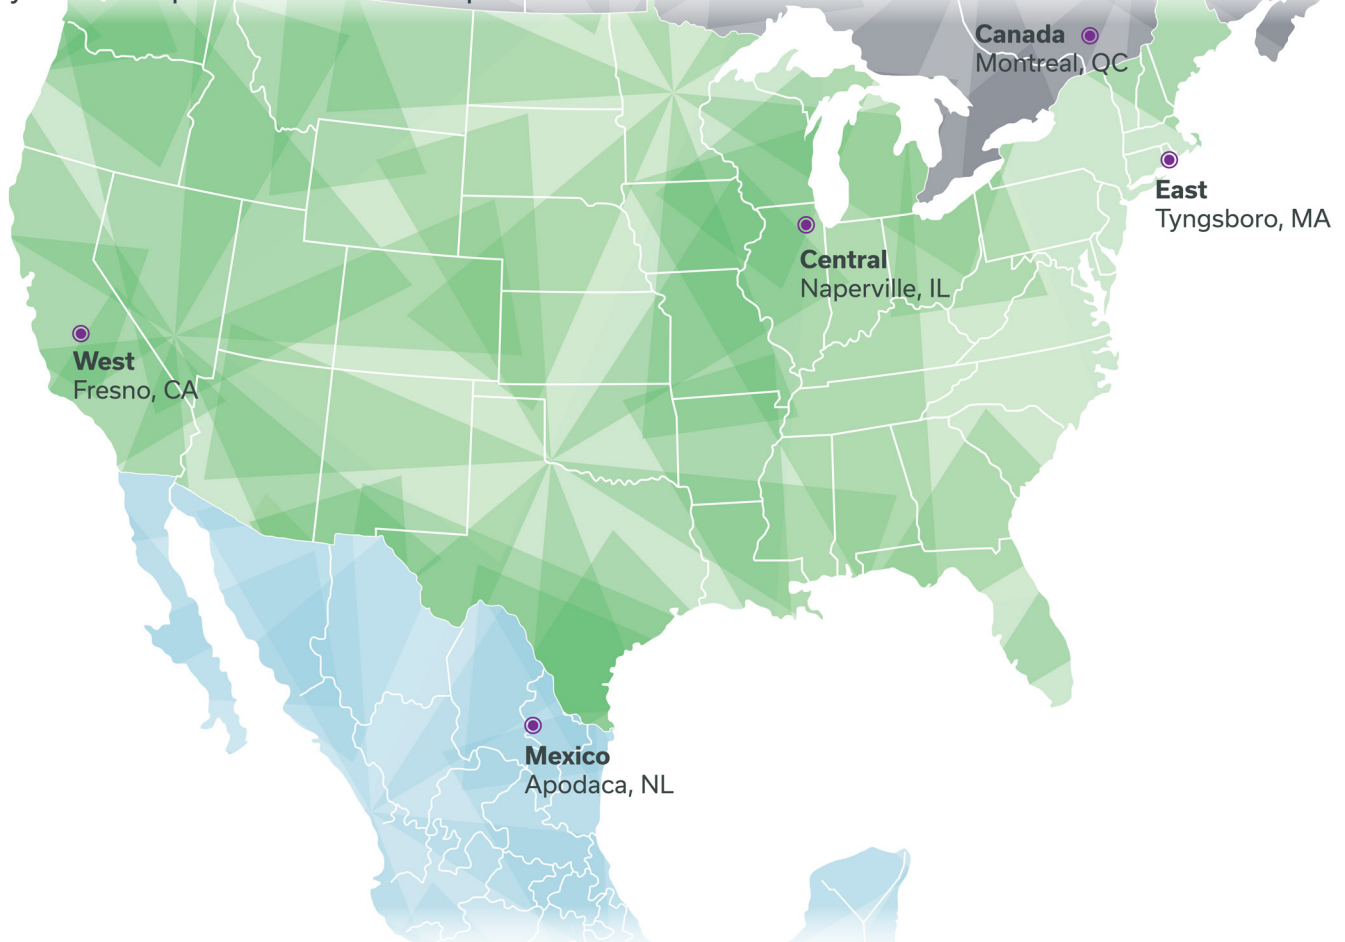 Canada
Montreal, QC
East
Tyngsboro, MA
Central
Naperville, IL
West
Fresno, CA
Mexico
Apodaca, NL